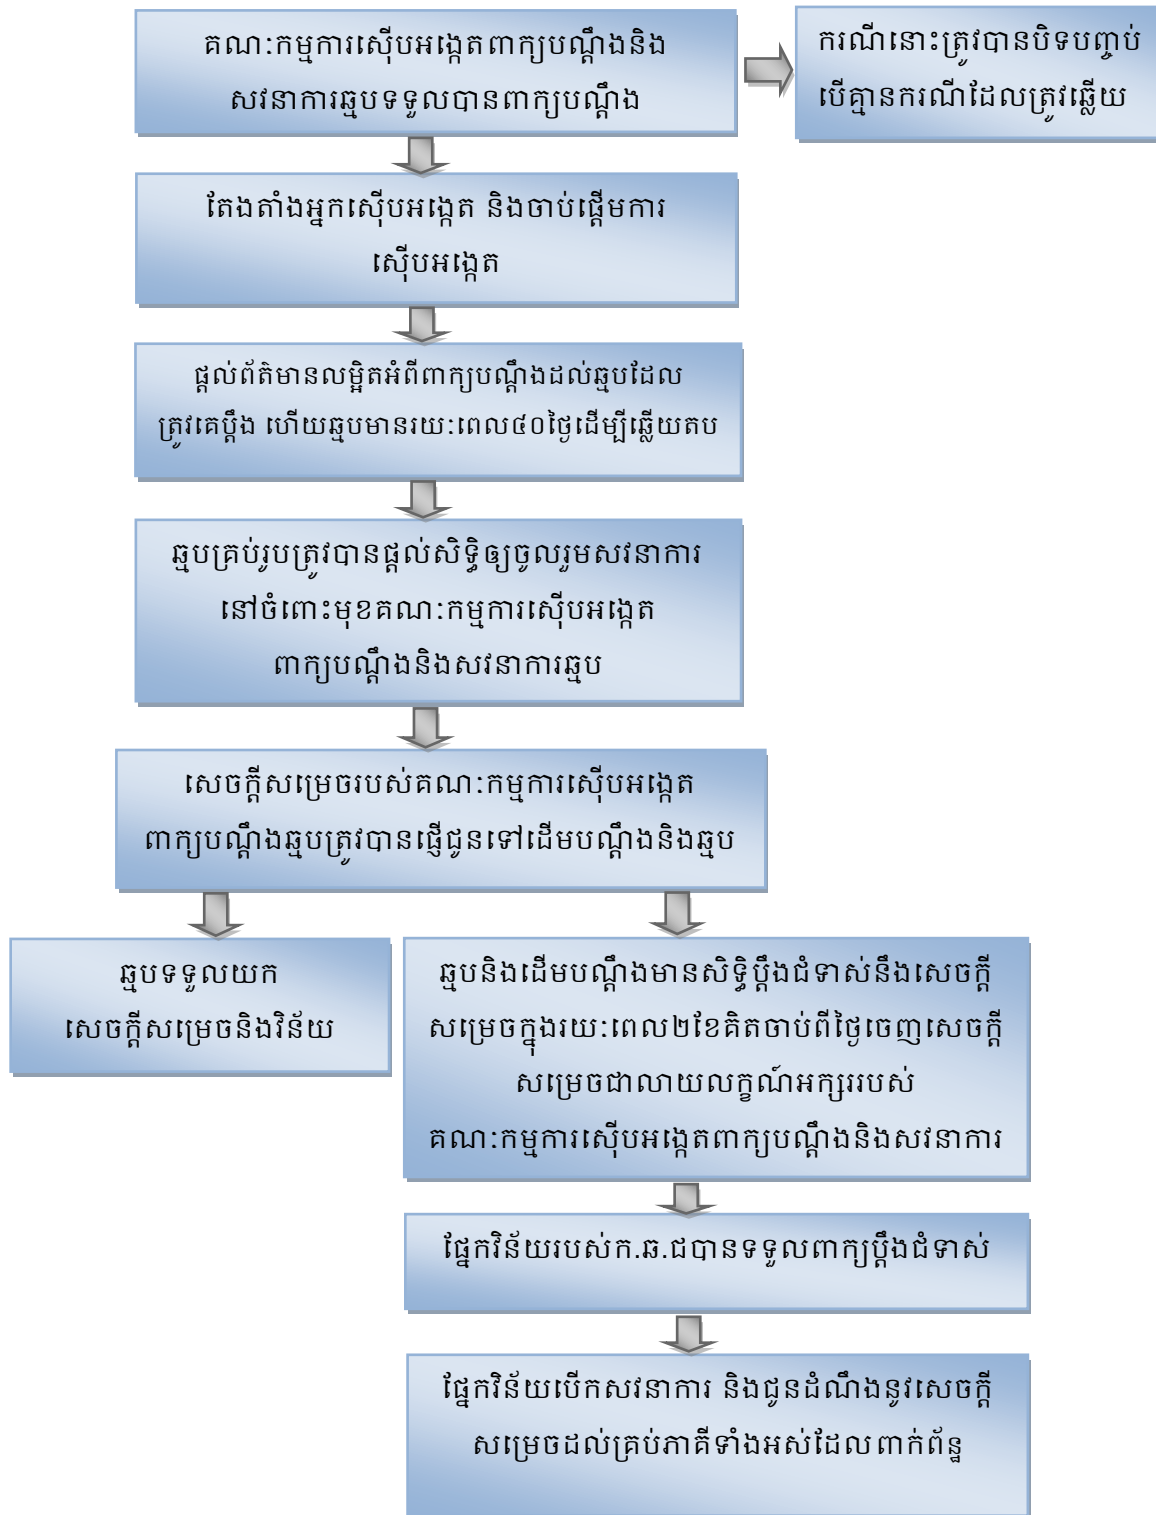 គណៈកម្មការស៊ើបអង្កេតពាក្យបណ្ដឹងនិង
សវនាការឆ្មបទទួលបានពាក្យបណ្ដឹង
ករណីនោះត្រូវបានបិទបញ្ចប់
បើគ្មានករណីដែលត្រូវឆ្លើយ
តែងតាំងអ្នកស៊ើបអង្កេត និងចាប់ផ្ដើមការ
ស៊ើបអង្កេត
ផ្ដល់ព័ត៌មានលម្អិតអំពីពាក្យបណ្ដឹងដល់ឆ្មបដែល
ត្រូវគេប្ដឹង ហើយឆ្មបមានរយៈពេល៤០ថ្ងៃដើម្បីឆ្លើយតប
ឆ្មបគ្រប់រូបត្រូវបានផ្ដល់សិទ្ធិឲ្យចូលរួមសវនាការ
នៅចំពោះមុខគណៈកម្មការស៊ើបអង្កេត
ពាក្យបណ្ដឹងនិងសវនាការឆ្មប
សេចក្ដីសម្រេចរបស់គណៈកម្មការស៊ើបអង្កេត
ពាក្យបណ្ដឹងឆ្មបត្រូវបានផ្ញើជូនទៅដើមបណ្ដឹងនិងឆ្មប
ឆ្មបទទួលយក
សេចក្ដីសម្រេចនិងវិន័យ
ឆ្មបនិងដើមបណ្ដឹងមានសិទ្ធិប្ដឹងជំទាស់នឹងសេចក្ដី
សម្រេចក្នុងរយៈពេល២ខែគិតចាប់ពីថ្ងៃចេញសេចក្ដី
សម្រេចជាលាយលក្ខណ៍អក្សររបស់
គណៈកម្មការស៊ើបអង្កេតពាក្យបណ្ដឹងនិងសវនាការ
ផ្នែកវិន័យរបស់ក.ឆ.ជបានទទួលពាក្យប្ដឹងជំទាស់
ផ្នែកវិន័យបើកសវនាការ និងជូនដំណឹងនូវសេចក្ដី
សម្រេចដល់គ្រប់ភាគីទាំងអស់ដែលពាក់ព័ន្ធ